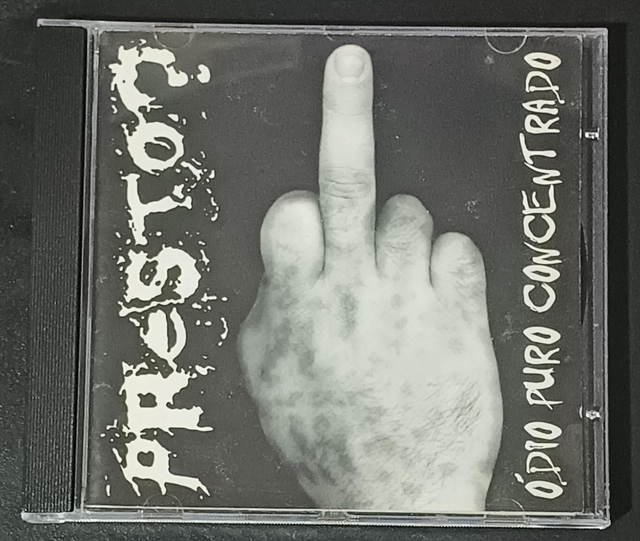 PResTO?
ÓDIO PURO CONCENTRADO